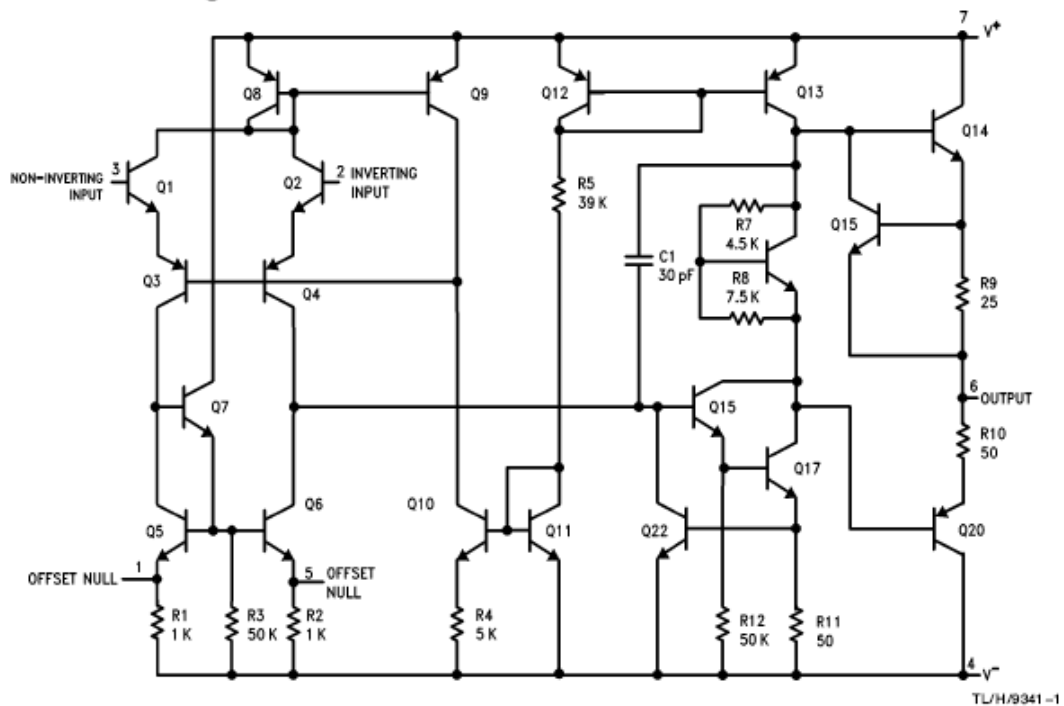 7
V+
Q8
Q9
Q12
Q13
Q14
3
NON-INVERTING
INPUT
Q1
Q2
2
INVERTING
INPUT
R5
39 K
Q15
R7
4.5 K
C1
30 pF
R8
7.5 K
Q3
Q4
R9
25
Q7
Q15
6
OUTPUT
R10
50
Q17
Q5
Q6
Q10
Q11
Q22
Q20
OFFSET NULL
1
5
OFFSET
NULL
R1
1 K
R3
50 K
R2
1 K
R4
5 K
R12
50 K
R11
50
4
V-
TL/H/9341-1